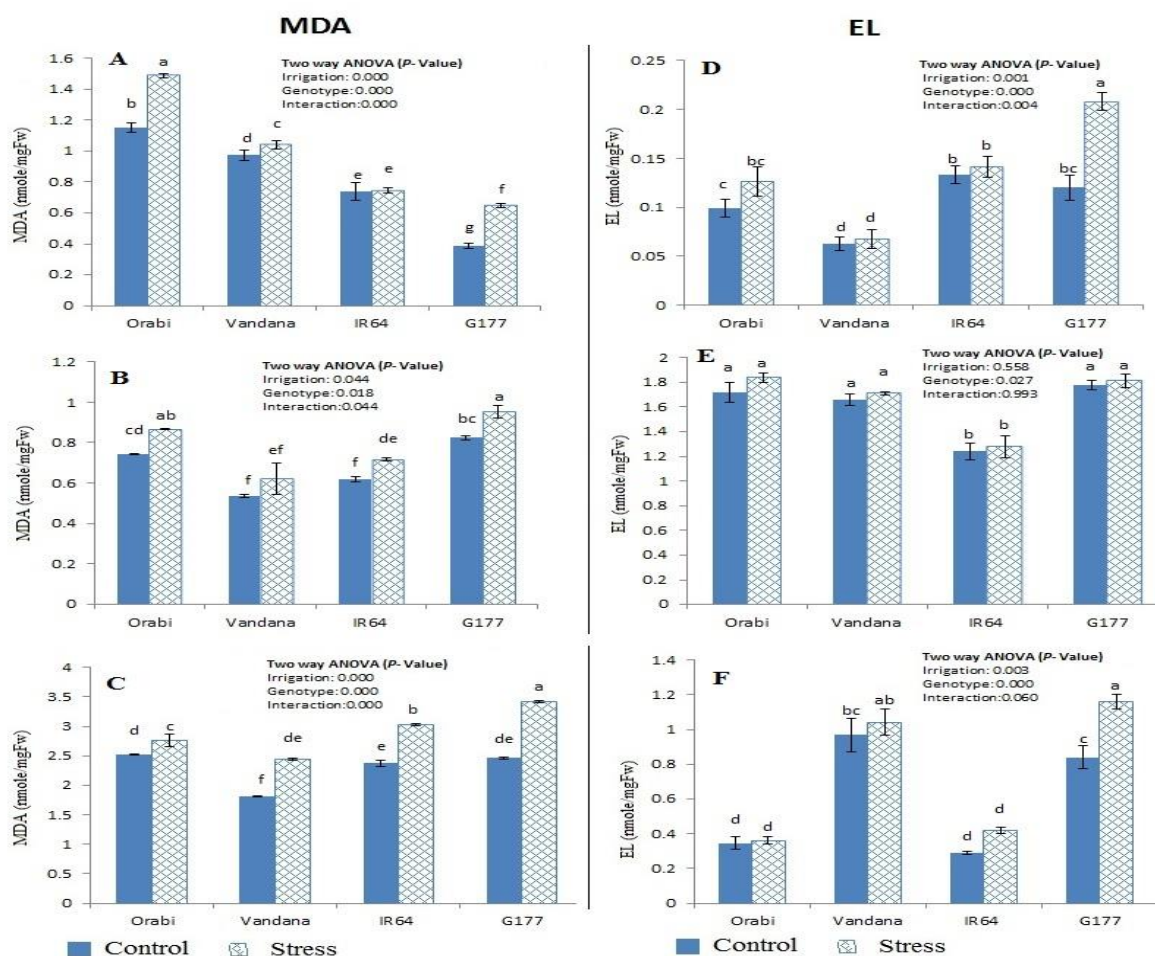 MDA
EL
A
Two way ANOVA (P- Value)
Irrigation: 0.000
Genotype: 0.000
Interaction: 0.000
MDA (nmole/mgFw)
1.6
1.4
1.2
1
0.8
0.6
0.4
0.2
0
b a d c e e g f
Orabi Vandana IR64 G177
D
Two way ANOVA (P- Value)
Irrigation: 0.001
Genotype: 0.000
Interaction: 0.004
EL (nmole/mgFw)
0.25
0.2
0.15
0.1
0.05
0
c bc d d b b bc a
Orabi Vandana IR64 G177
B
Two way ANOVA (P- Value)
Irrigation: 0.044
Genotype: 0.018
Interaction:0.044
MDA (nmole/mgFw)
1.2
1
0.8
0.6
0.4
0.2
0
cd ab f ef f de bc a
Orabi Vandana IR64 G177
E
Two way ANOVA (P- Value)
Irrigation: 0.558
Genotype: 0.027
Interaction:0.993
EL (nmole/mgFw)
2
1.8
1.6
1.4
1.2
1
0.8
0.6
0.4
0.2
0
a a a a b b a a
Orabi Vandana IR64 G177
C
Two way ANOVA (P- Value)
Irrigation: 0.000
Genotype: 0.000
Interaction:0.000
MDA (nmole/mgFw)
4
3.5
3
2.5
2
1.5
1
0.5
0
d c f de e b de a
Orabi Vandana IR64 G177
Control Stress
F
Two way ANOVA (P- Value)
Irrigation: 0.003
Genotype: 0.000
Interaction:0.060
EL (nmole/mgFw)
1.4
1.2
1
0.8
0.6
0.4
0.2
0
d d bc ab d d c a
Orabi Vandana IR64 G177
Control Stress